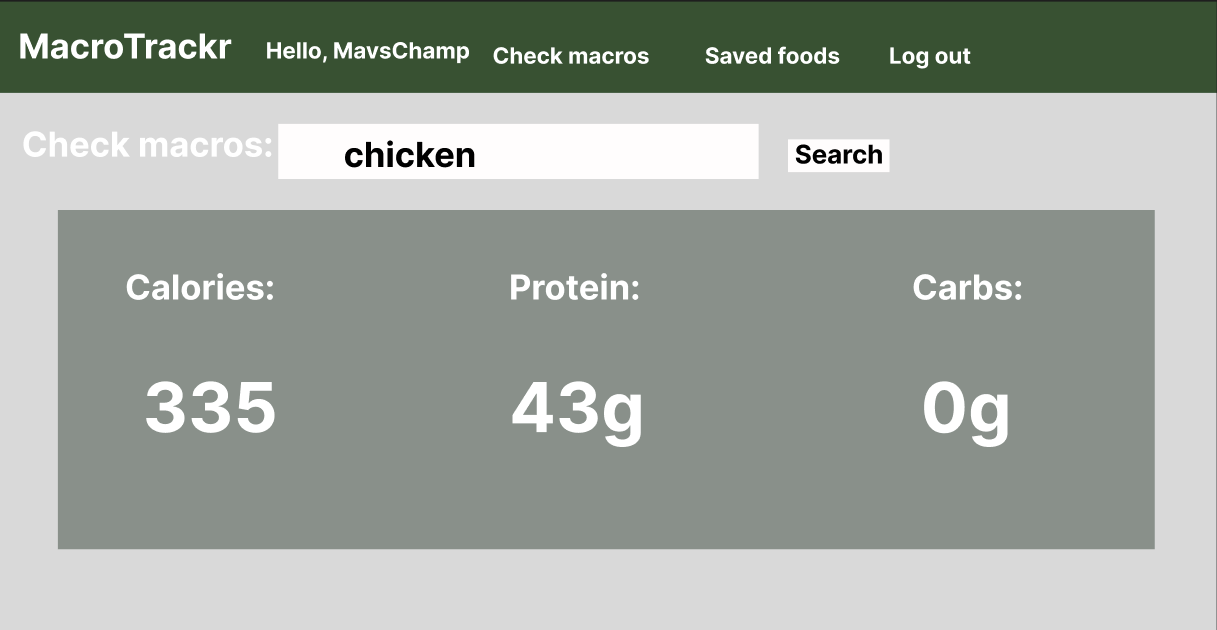 MacroTrackr Hello, MavsChamp Check macros Saved foods Log out
Check macros: chicken Search
Calories: Protein: Carbs:
335 43g 0g